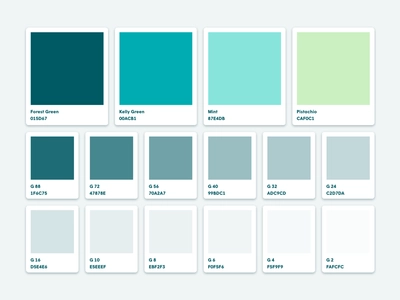 Forest Green
015D67
Kelly Green
00ACB1
Mint
87E4DB
Pistachio
CAF0C1
G 88
1F6C75
G 72
47878E
G 56
70A2A7
G 40
99BDC1
G 32
ADC9CD
G 24
C2D7DA
G 16
D5E4E6
G 10
E5EEEF
G 8
EBF2F3
G 6
F0F5F6
G 4
F5F9F9
G 2
FAFCFC